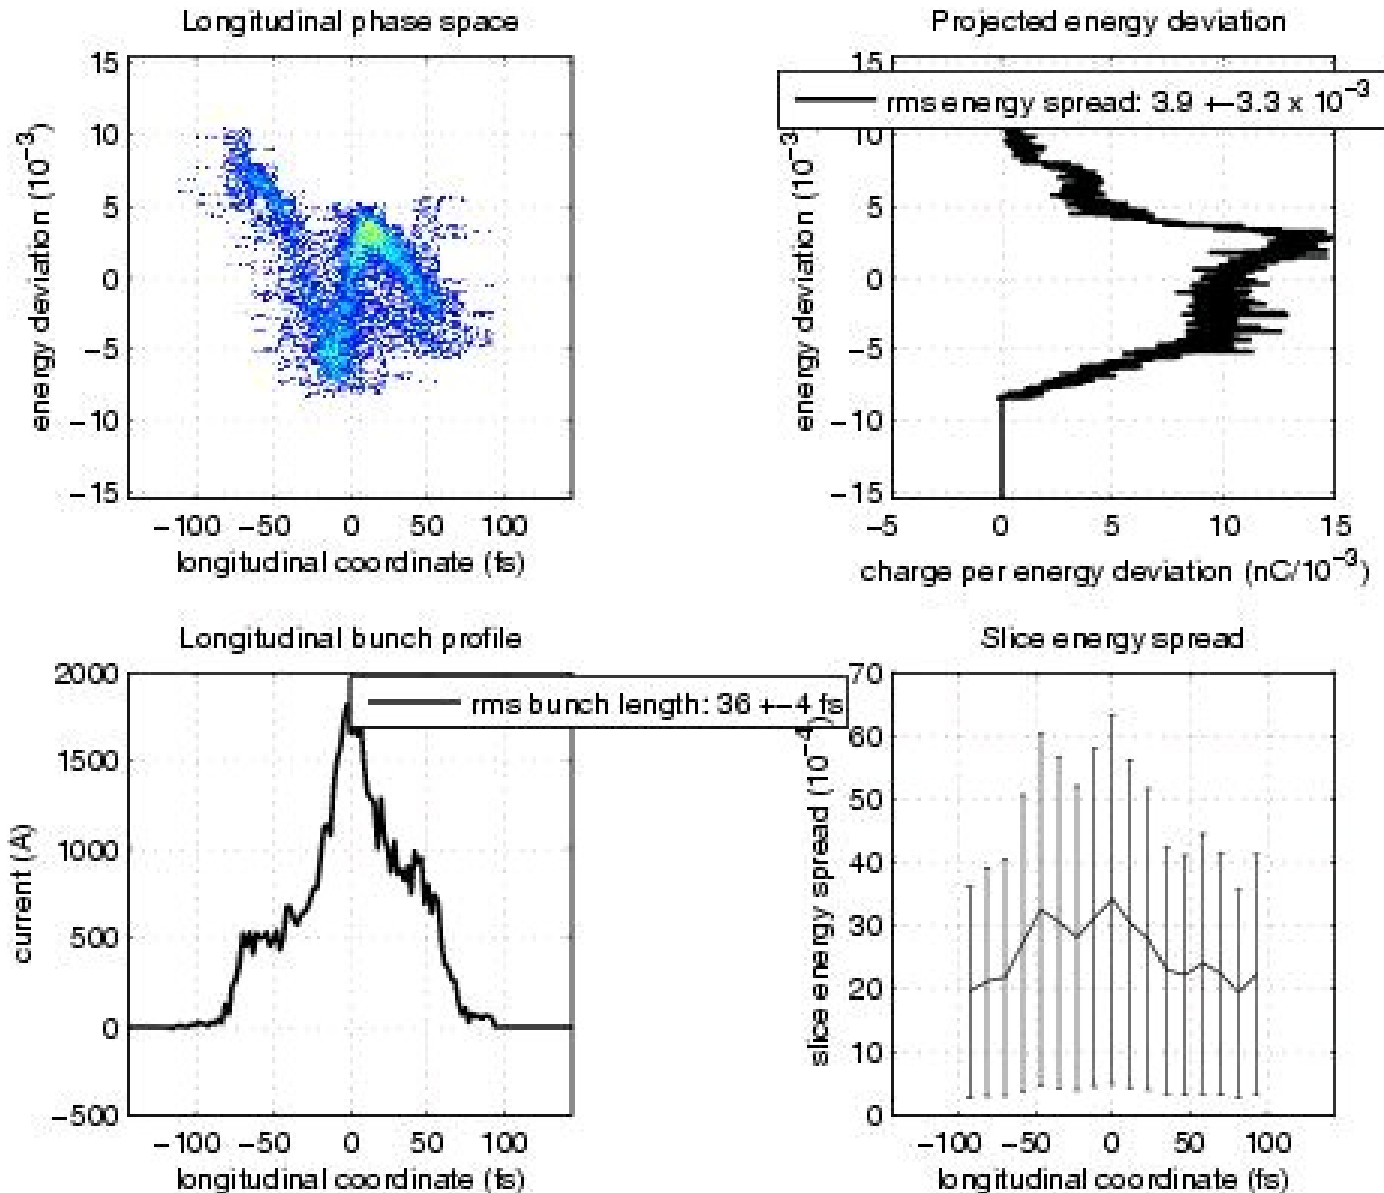 Longitudinal phase space
15
10
5
0
−5
−10
−15
energy deviation (10⁻³)
−100 −50 0 50 100
longitudinal coordinate (fs)
Projected energy deviation
rms energy spread: 3.9 +−3.3 x 10⁻³
15
10
5
0
−5
−10
−15
energy deviation (10⁻³
−5 0 5 10 15
charge per energy deviation (nC/10⁻³)
Longitudinal bunch profile
rms bunch length: 36 +−4 fs
2000
1500
1000
500
0
−500
current (A)
−100 −50 0 50 100
longitudinal coordinate (fs)
Slice energy spread
70
60
50
40
30
20
10
0
slice energy spread (10⁻⁴)
−100 −50 0 50 100
longitudinal coordinate (fs)